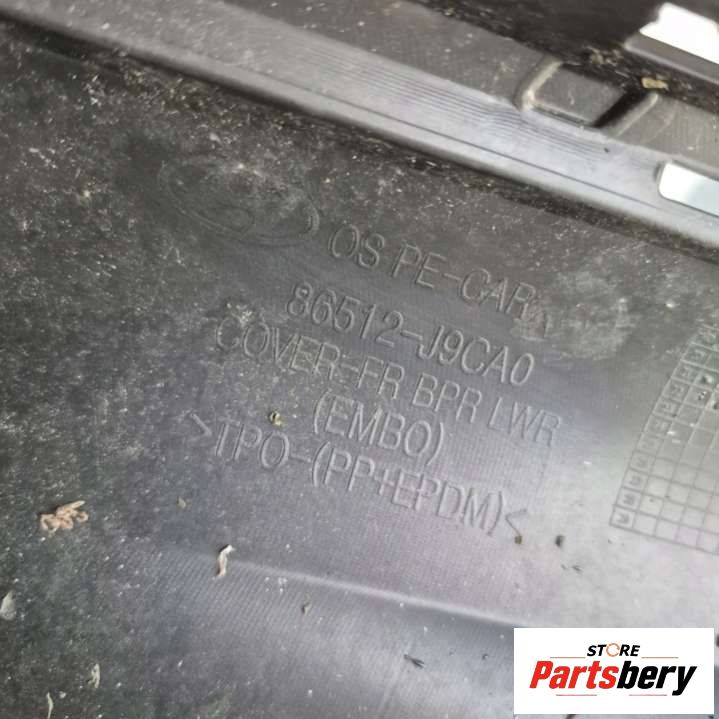 OS PE-CAR
86512-J9CA0
COVER-FR BPR LWR
(EMBO)
>TPO-(PP+EPDM)<
STORE
Partsbery